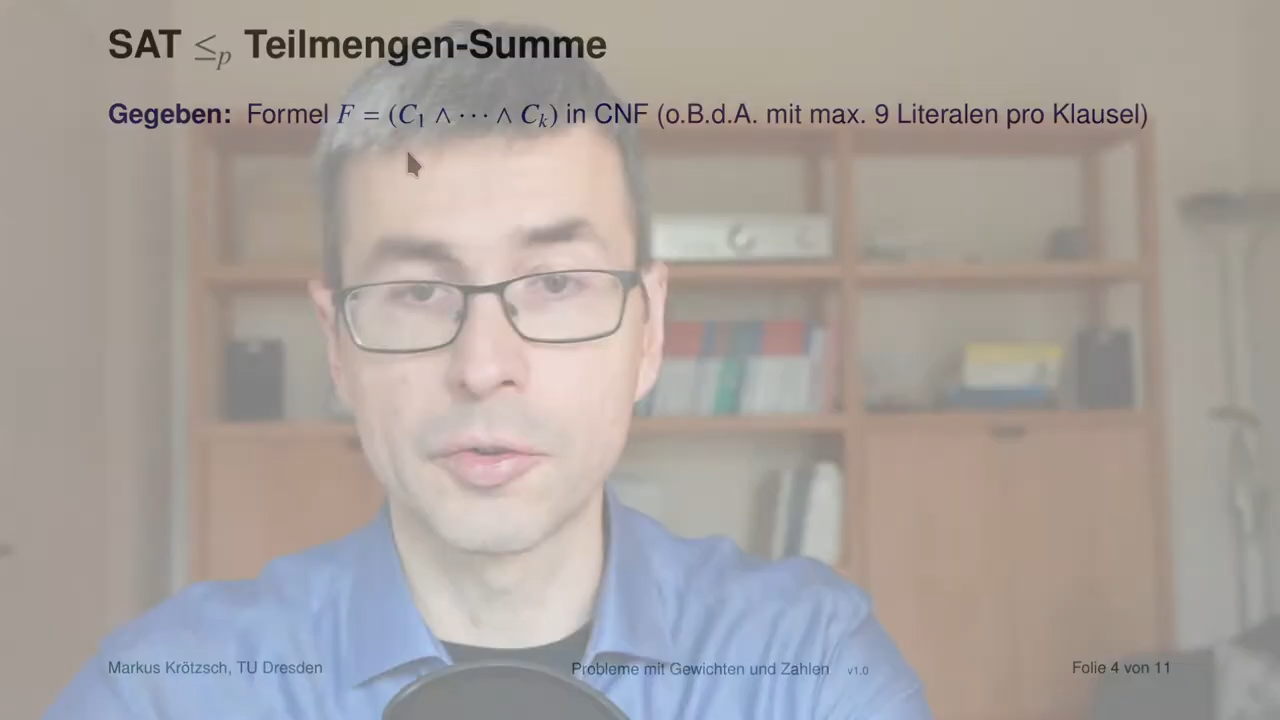 SAT ≤p Teilmengen-Summe
Gegeben: Formel F = (C1 ∧ ··· ∧ Ck) in CNF (o.B.d.A. mit max. 9 Literalen pro Klausel)
Markus Krötzsch, TU Dresden Probleme mit Gewichten und Zahlen v1.0 Folie 4 von 11